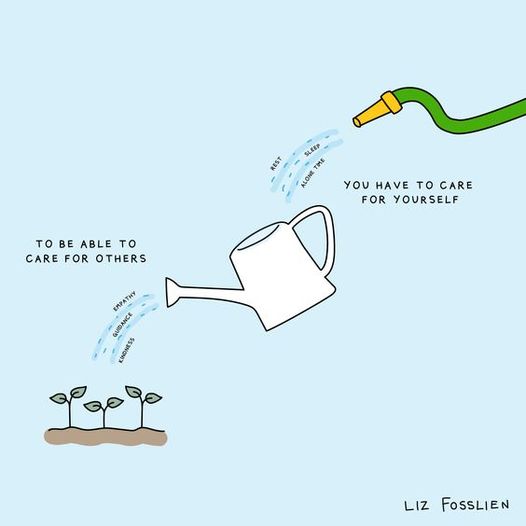 REST
SLEEP
ALONE TIME
YOU HAVE TO CARE
FOR YOURSELF
TO BE ABLE TO
CARE FOR OTHERS
EMPATHY
GUIDANCE
KINDNESS
LIZ FOSSLIEN